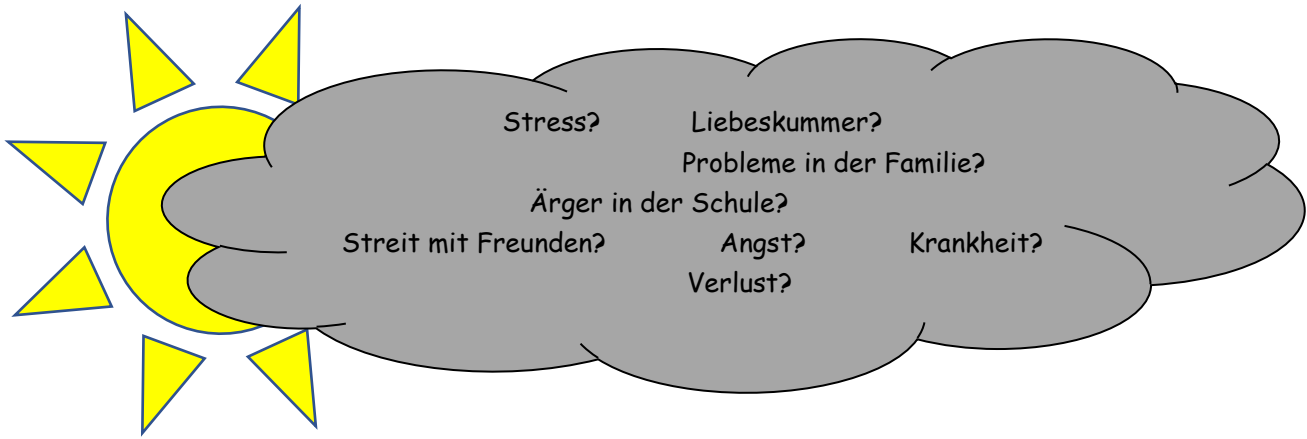 Stress? Liebeskummer?
Probleme in der Familie?
Ärger in der Schule?
Streit mit Freunden? Angst? Krankheit?
Verlust?